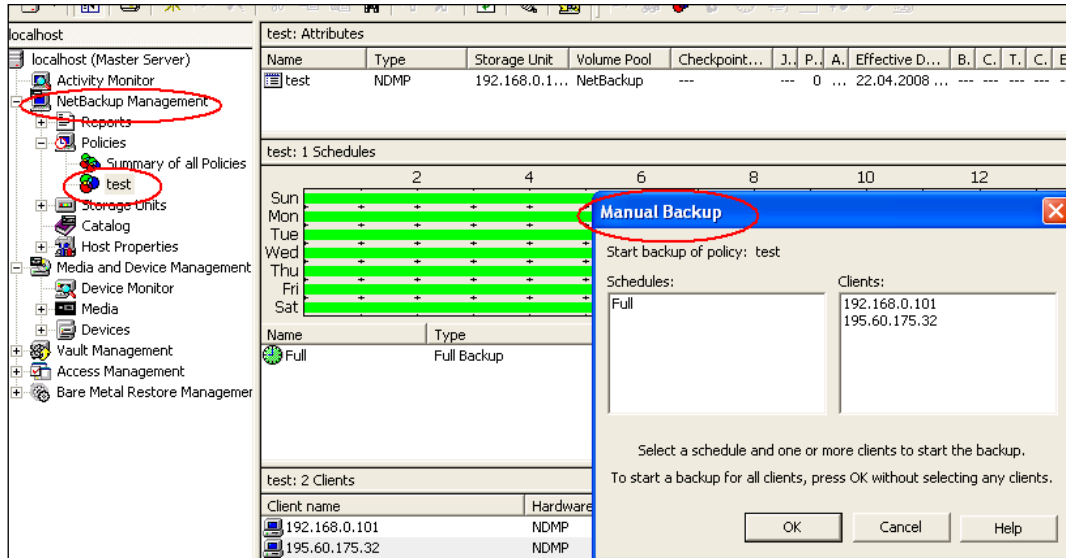 localhost
localhost (Master Server)
Activity Monitor
NetBackup Management
Reports
Policies
Summary of all Policies
test
Storage Units
Catalog
Host Properties
Media and Device Management
Device Monitor
Media
Devices
Vault Management
Access Management
Bare Metal Restore Managemer
test: Attributes
Name Type Storage Unit Volume Pool Checkpoint... J.. P.. A.. Effective D... B.. C.. T.. C..
test NDMP 192.168.0.1... NetBackup --- --- 0 ... 22.04.2008 ... --- --- ---
test: 1 Schedules
2 4 6 8 10 12
Sun
Mon
Tue
Wed
Thu
Fri
Sat
Name Type
Full Full Backup
test: 2 Clients
Client name Hardware
192.168.0.101 NDMP
195.60.175.32 NDMP
Manual Backup
Start backup of policy: test
Schedules: Clients:
Full
192.168.0.101
195.60.175.32
Select a schedule and one or more clients to start the backup.
To start a backup for all clients, press OK without selecting any clients.
OK Cancel Help